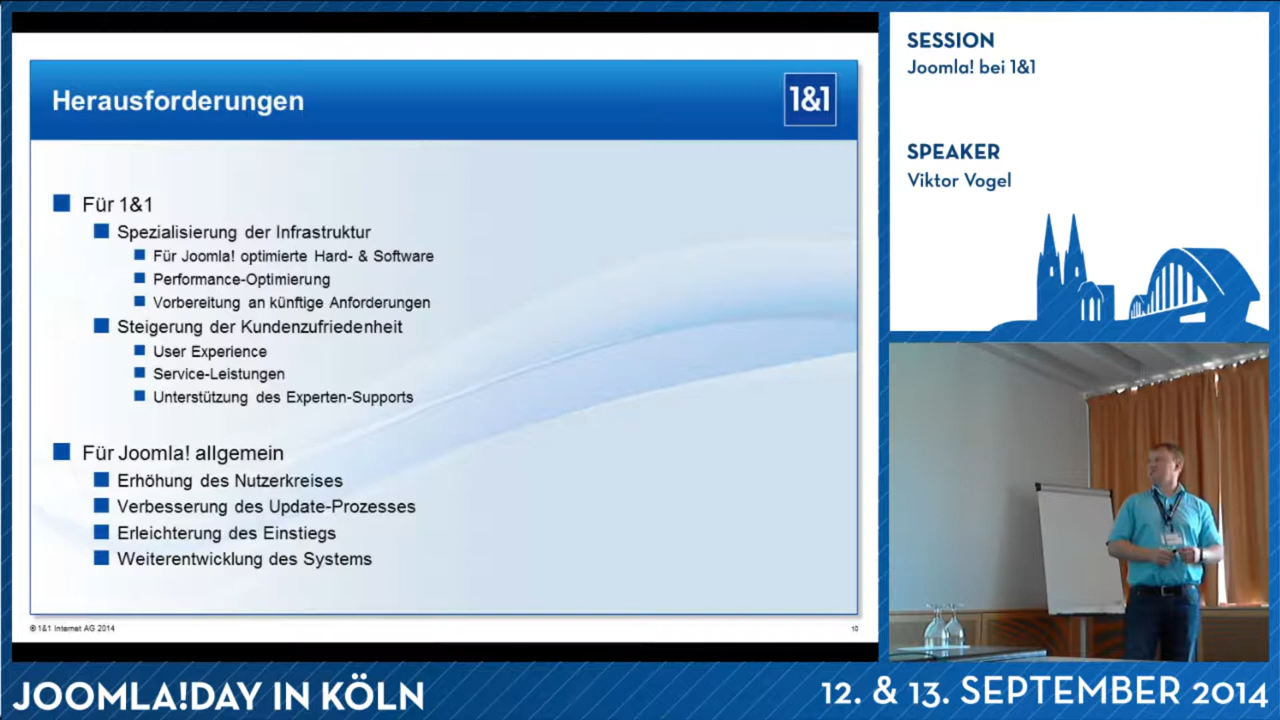 Herausforderungen
1&1
Für 1&1
Spezialisierung der Infrastruktur
Für Joomla! optimierte Hard- & Software
Performance-Optimierung
Vorbereitung an künftige Anforderungen
Steigerung der Kundenzufriedenheit
User Experience
Service-Leistungen
Unterstützung des Experten-Supports
Für Joomla! allgemein
Erhöhung des Nutzerkreises
Verbesserung des Update-Prozesses
Erleichterung des Einstiegs
Weiterentwicklung des Systems
© 1&1 Internet AG 2014
10
SESSION
Joomla! bei 1&1
SPEAKER
Viktor Vogel
JOOMLA!DAY IN KÖLN
12. & 13. SEPTEMBER 2014